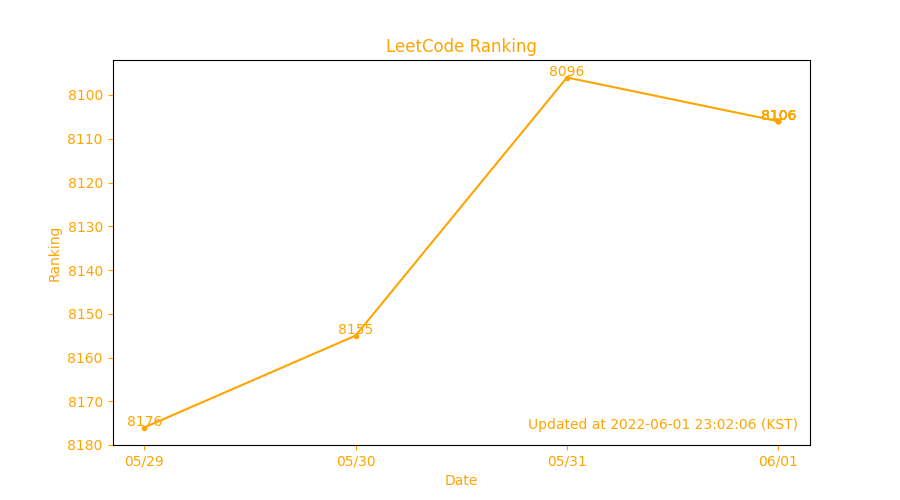 LeetCode Ranking
8096
8100
8106
8110
8120
8130
Ranking
8140
8150
8155
8160
8170
8176
Updated at 2022-06-01 23:02:06 (KST)
8180
05/29 05/30 05/31 06/01
Date